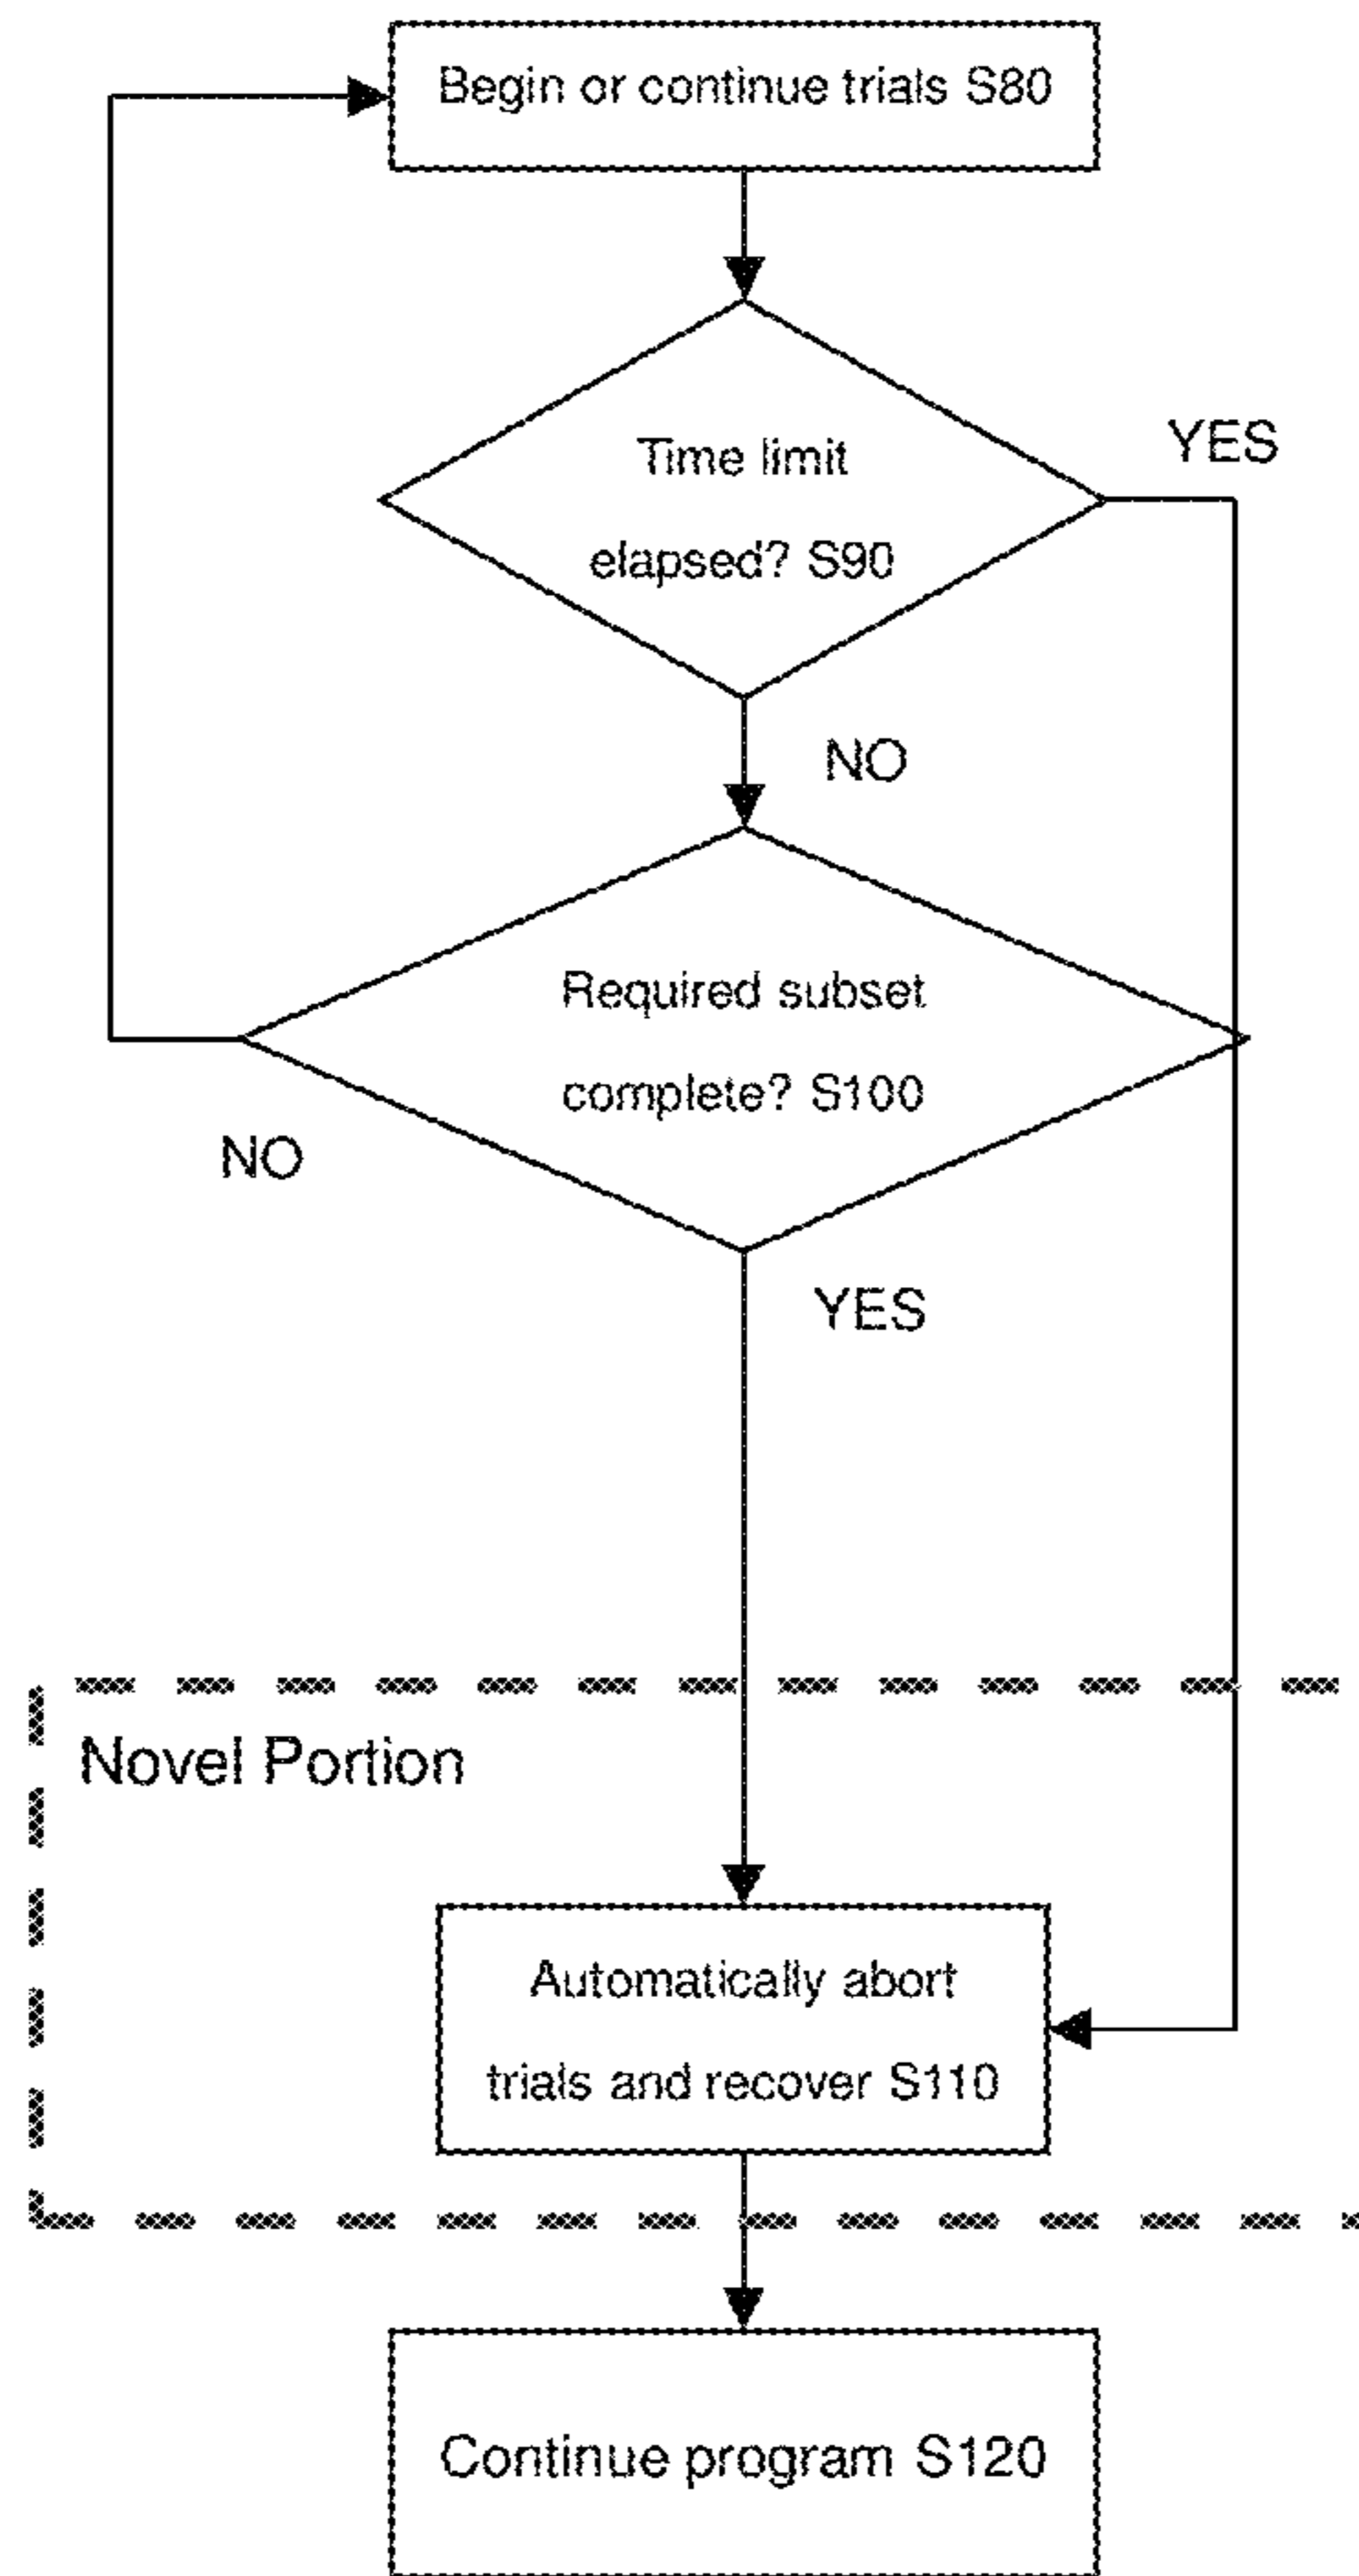 Begin or continue trials S80
Time limit
elapsed? S90
YES
NO
Required subset
complete? S100
NO
YES
Novel Portion
Automatically abort
trials and recover S110
Continue program S120